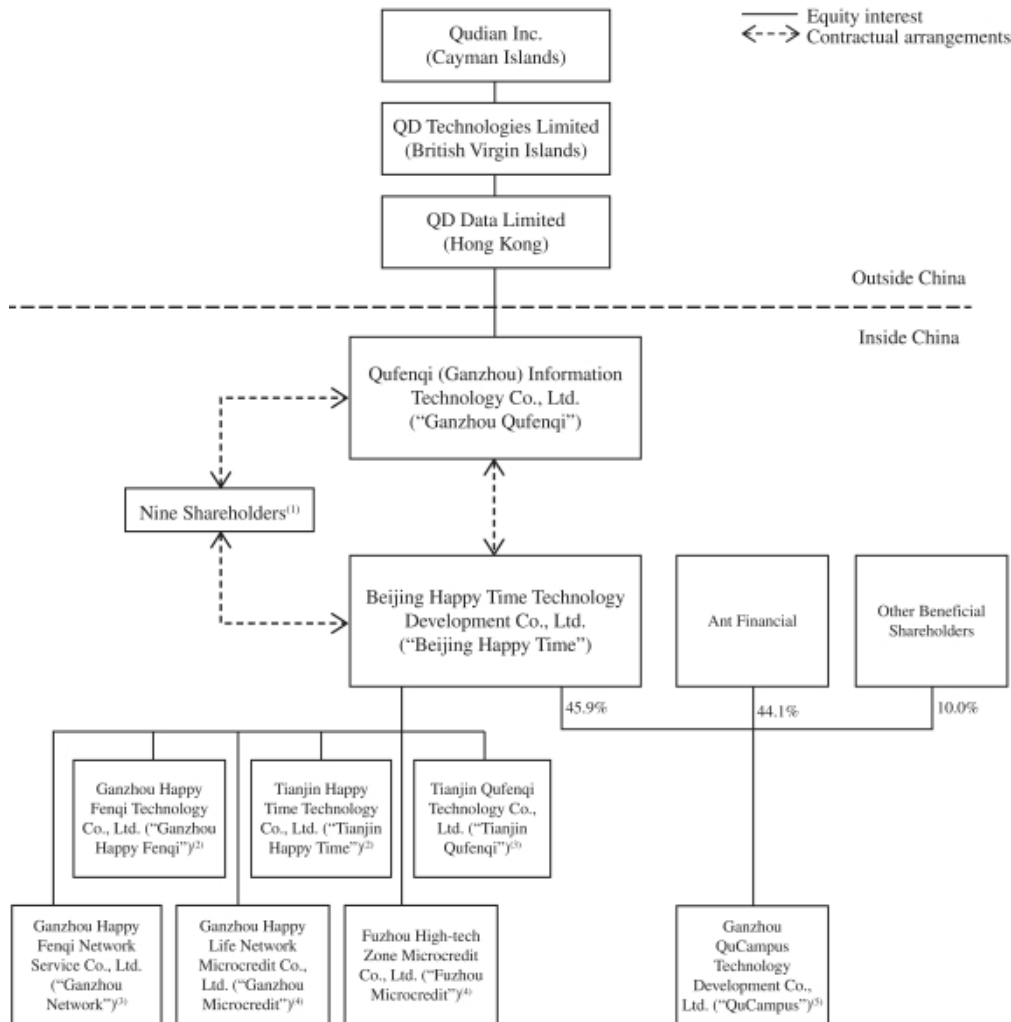 Equity interest
Contractual arrangements
Qudian Inc.
(Cayman Islands)
QD Technologies Limited
(British Virgin Islands)
QD Data Limited
(Hong Kong)
Outside China
Inside China
Qufenqi (Ganzhou) Information
Technology Co., Ltd.
(“Ganzhou Qufenqi”)
Nine Shareholders(1)
Beijing Happy Time Technology
Development Co., Ltd.
(“Beijing Happy Time”)
Ant Financial
Other Beneficial
Shareholders
45.9%
44.1%
10.0%
Ganzhou Happy
Fenqi Technology
Co., Ltd. (“Ganzhou
Happy Fenqi”)(2)
Tianjin Happy
Time Technology
Co., Ltd. (“Tianjin
Happy Time”)(2)
Tianjin Qufenqi
Technology Co.,
Ltd. (“Tianjin
Qufenqi”)(3)
Ganzhou Happy
Fenqi Network
Service Co., Ltd.
(“Ganzhou
Network”)(3)
Ganzhou Happy
Life Network
Microcredit Co.,
Ltd. (“Ganzhou
Microcredit”)(4)
Fuzhou High-tech
Zone Microcredit
Co., Ltd. (“Fuzhou
Microcredit”)(4)
Ganzhou
QuCampus
Technology
Development Co.,
Ltd. (“QuCampus”)(5)